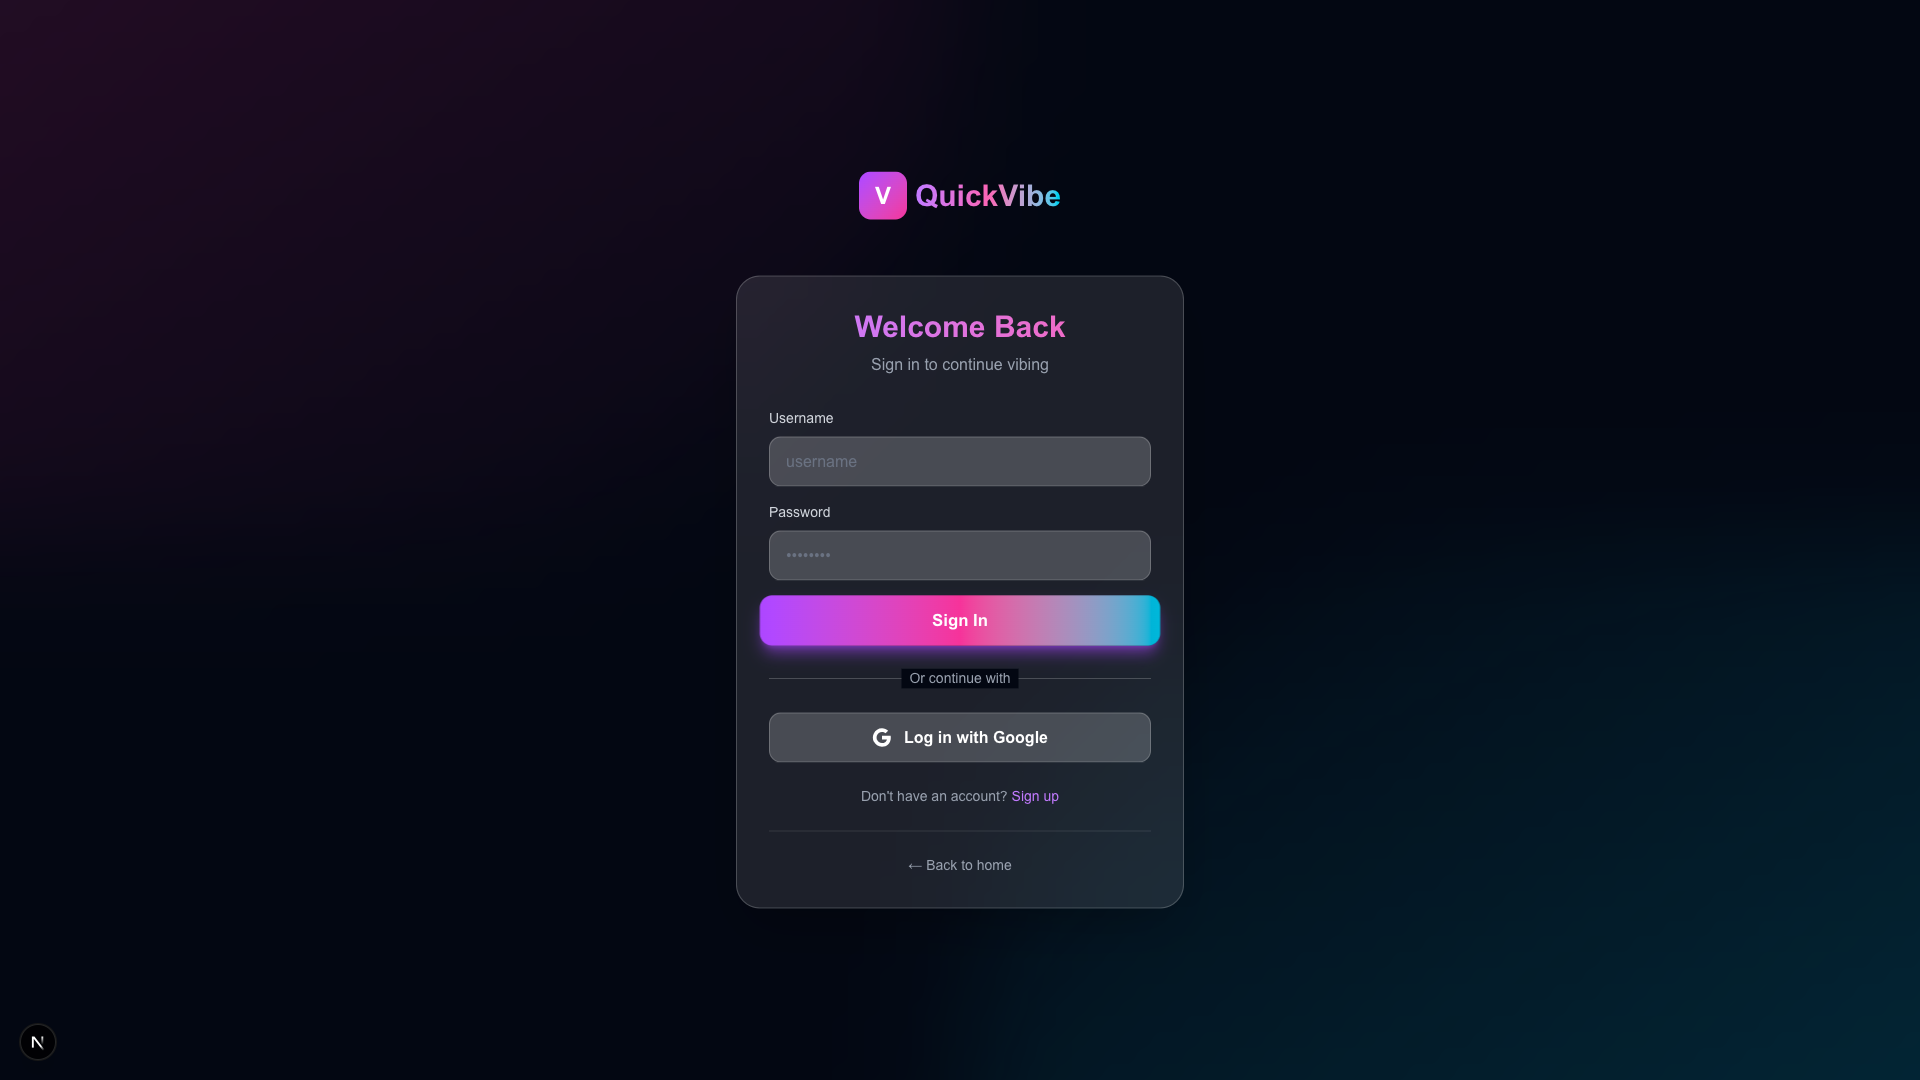 V QuickVibe
Welcome Back
Sign in to continue vibing
Username
username
Password
••••••••
Sign In
Or continue with
G Log in with Google
Don't have an account? Sign up
← Back to home
N